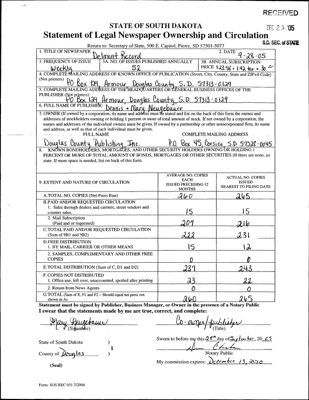 RECEIVED
DEC 23 '05
S.D. SEC. of STATE
STATE OF SOUTH DAKOTA
Statement of Legal Newspaper Ownership and Circulation
Return to: Secretary of State, 500 E. Capitol, Pierre, SD 57501-5077
1. TITLE OF NEWSPAPER Delmont Record
2. DATE 9-28-05
3. FREQUENCY OF ISSUE Weekly
3A. NO. OF ISSUES PUBLISHED ANNUALLY 52
3B. ANNUAL SUBSCRIPTION PRICE
4. COMPLETE MAILING ADDRESS OF KNOWN OFFICE OF PUBLICATION (Street, City, County, State and ZIP+4 Code) (Not printers)
PO Box 129, Armour, Douglas County, S.D. 57313-0129
5. COMPLETE MAILING ADDRESS OF THE HEADQUARTERS OR GENERAL BUSINESS OFFICES OF THE PUBLISHER (Not printer)
PO Box 129 Armour, Douglas County, S.D. 57313-0129
6. FULL NAME OF PUBLISHER: Dennis + Mary Neugebauer
7. OWNER (If owned by a corporation, its name and address must be stated and list on the back of this form the names and
addresses of stockholders owning or holding 1 percent or more of total amount of stock. If not owned by a corporation, the
names and addresses of the individual owners must be given. If owned by a partnership or other unincorporated firm, its name
and address, as well as that of each individual must be given.
FULL NAME
COMPLETE MAILING ADDRESS
Douglas County Publishing, Inc.
PO Box 45, Corsica, SD 57328-0045
8. KNOWN BONDHOLDERS, MORTGAGEES, AND OTHER SECURITY HOLDERS OWNING OR HOLDING 1
PERCENT OR MORE OF TOTAL AMOUNT OF BONDS, MORTGAGES OR OTHER SECURITIES (If there are none, so
state. If more space is needed, list on back of this form.
9. EXTENT AND NATURE OF CIRCULATION
AVERAGE NO. COPIES EACH ISSUED PRECEDING 12 MONTHS
ACTUAL NO. COPIES ISSUED NEAREST TO FILING DATE
A. TOTAL NO. COPIES (Net Press Run) 260 265
B. PAID AND/OR REQUESTED CIRCULATION
1. Sales through dealers and carriers, street vendors and counter sales. 15 15
2. Mail Subscription (Paid and or requested) 207 216
C. TOTAL PAID AND/OR REQUESTED CIRCULATION (Sum of 9B1 and 9B2) 222 231
D. FREE DISTRIBUTION
1. BY MAIL, CARRIER OR OTHER MEANS 15 12
2. SAMPLES, COMPLIMENTARY AND OTHER FREE COPIES 0 0
E. TOTAL DISTRIBUTION (Sum of C, D1 and D2) 237 243
F. COPIES NOT DISTRIBUTED
1. Office use, left over, unaccounted, spoiled after printing 23 22
2. Return from News Agents 0 0
G. TOTAL (Sum of E, F1 and F2 – Should equal net press run shown in A) 260 265
Statement must be signed by Publisher, Business Manager, or Owner in the presence of a Notary Public
I swear that the statements made by me are true, correct, and complete:
Mary Neugebauer Co-owner/publisher
(Signature) (Title)
State of South Dakota )
§
County of Douglas )
Sworn to before me this 28th day of September, 20 05
Notary Public
(Seal)
My commission expires: December 13, 2010
Form: SOS REC 051 7/2004